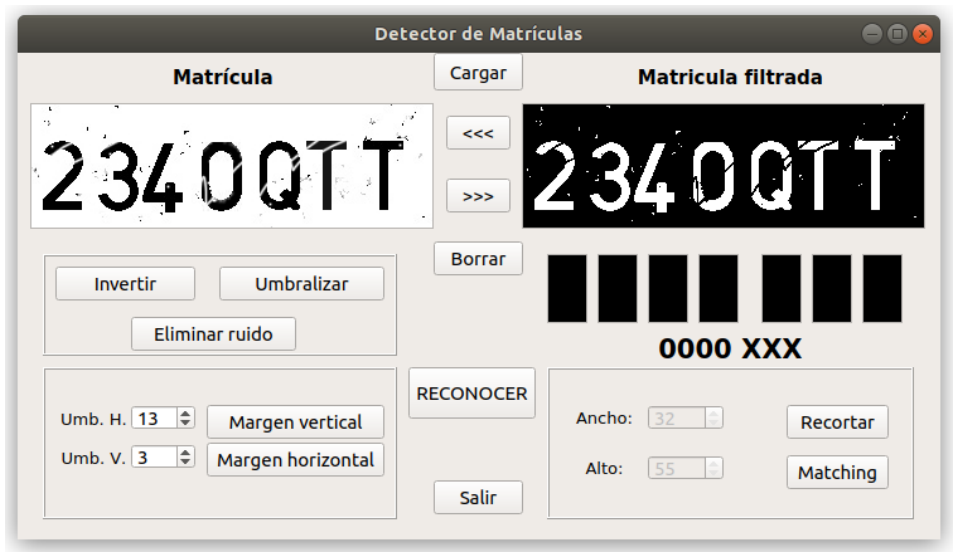 Detector de Matrículas
Matrícula
Cargar
Matricula filtrada
2340QTT
<<<
>>>
2340QTT
Borrar
Invertir
Umbralizar
Eliminar ruido
0000 XXX
RECONOCER
Umb. H. 13
Margen vertical
Umb. V. 3
Margen horizontal
Ancho: 32
Recortar
Alto: 55
Matching
Salir